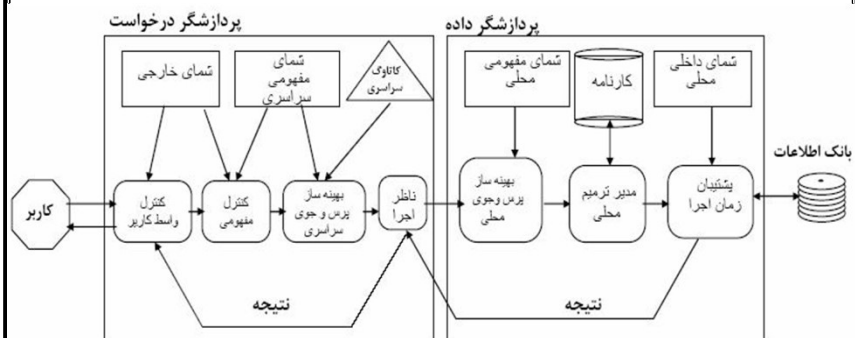 پردازشگر درخواست
پردازشگر داده
شمای خارجی
شمای
مفهومی
سراسری
کاتاوگ
سراسری
شمای مفهومی
محلی
کارنامه
شمای داخلی
محلی
بانک اطلاعات
کاربر
کنترل
واسط کاربر
کنترل
مفهومی
بهینه ساز
پرس و جوی
سراسری
ناظر
اجرا
بهینه ساز
پرس وجوی
محلی
مدیر ترمیم
محلی
پشتیبان
زمان اجرا
نتیجه
نتیجه